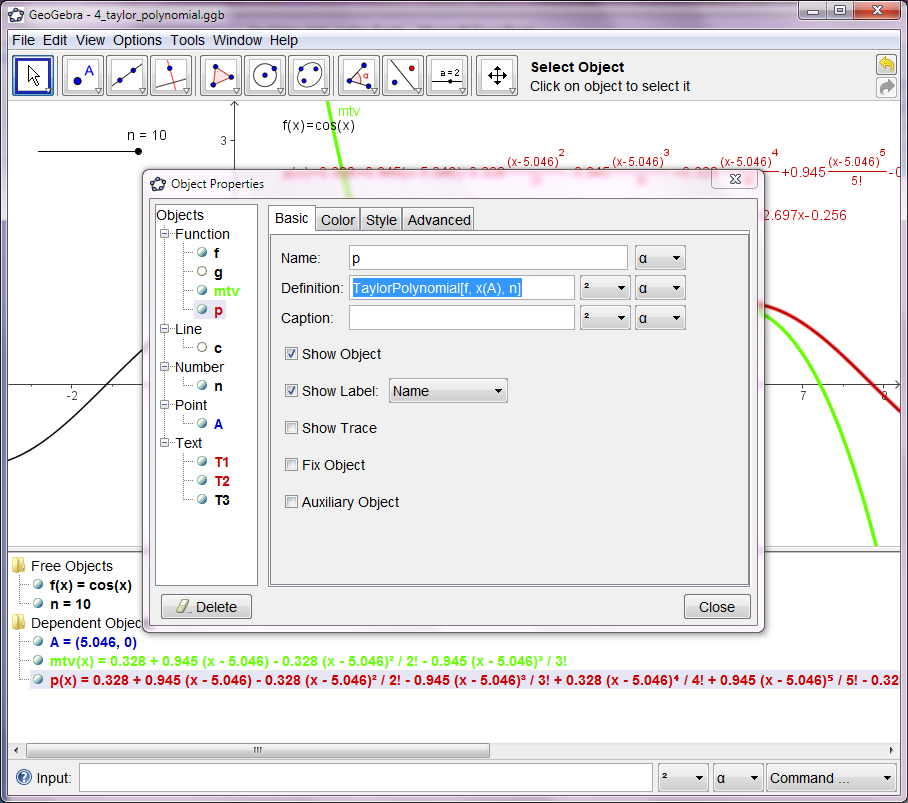 GeoGebra - 4_taylor_polynomial.ggb
File Edit View Options Tools Window Help
A α a = 2 Select Object
Click on object to select it
mtv
f(x)=cos(x)
n = 10
3
(x-5.046)² (x-5.046)³ (x-5.046)⁴ (x-5.046)⁵
+0.945
5!
2.697x-0.256
-2
7
8
Object Properties
Objects
Function
f
g
mtv
p
Line
c
Number
n
Point
A
Text
T1
T2
T3
Delete
Basic Color Style Advanced
Name: p α
Definition: TaylorPolynomial[f, x(A), n] ² α
Caption: ² α
Show Object
Show Label: Name
Show Trace
Fix Object
Auxiliary Object
Close
Free Objects
f(x) = cos(x)
n = 10
Dependent Objec
A = (5.046, 0)
mtv(x) = 0.328 + 0.945 (x - 5.046) - 0.328 (x - 5.046)² / 2! - 0.945 (x - 5.046)³ / 3!
p(x) = 0.328 + 0.945 (x - 5.046) - 0.328 (x - 5.046)² / 2! - 0.945 (x - 5.046)³ / 3! + 0.328 (x - 5.046)⁴ / 4! + 0.945 (x - 5.046)⁵ / 5! - 0.32
Input: ² α Command ...